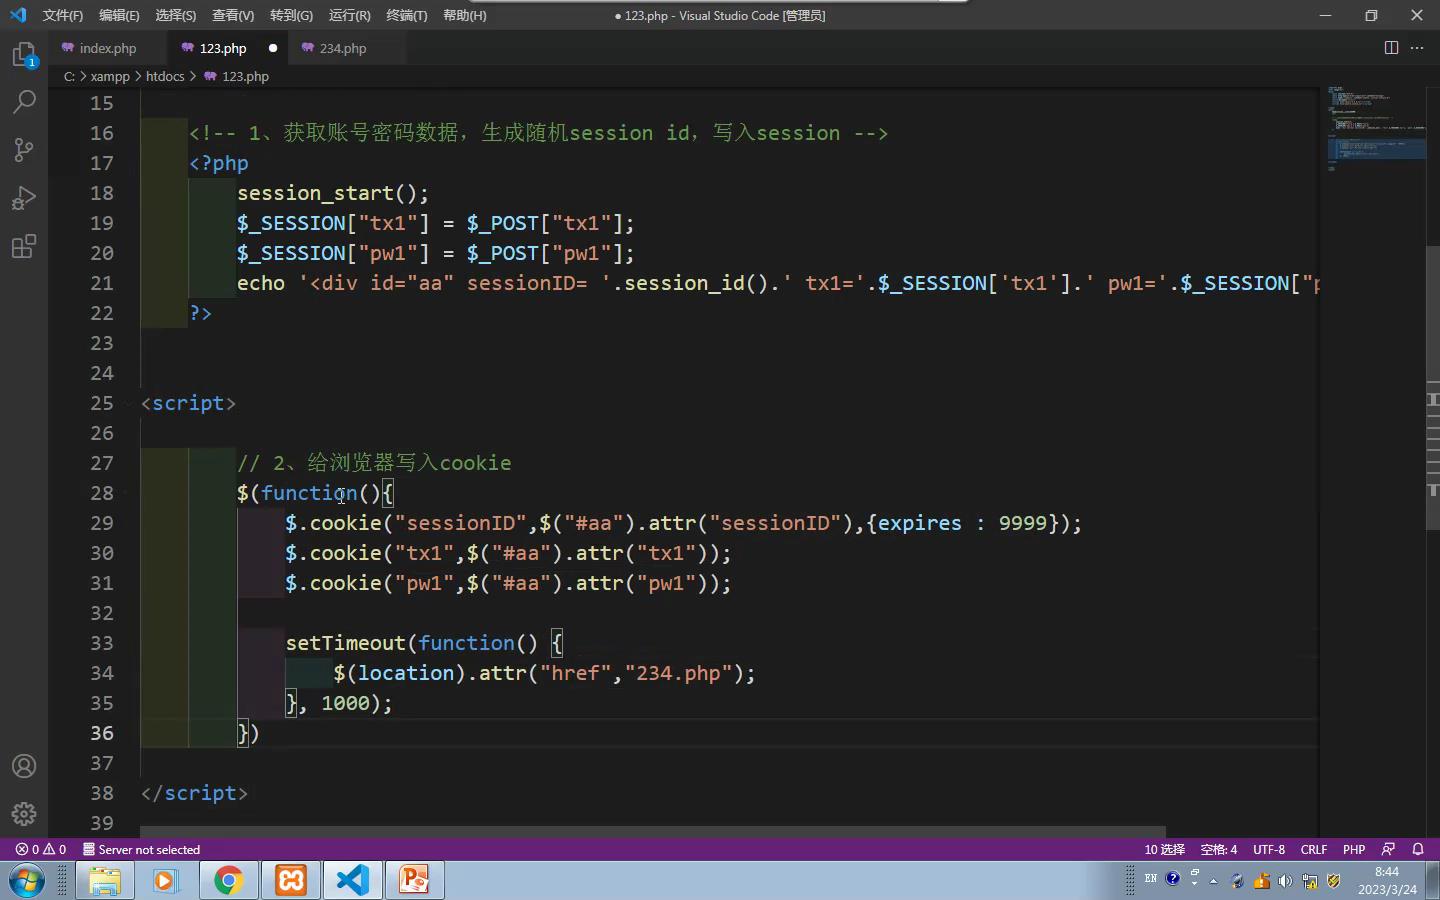 文件(F) 编辑(E) 选择(S) 查看(V) 转到(G) 运行(R) 终端(T) 帮助(H) ● 123.php - Visual Studio Code [管理员]
index.php 123.php ● 234.php
C: > xampp > htdocs > 123.php
15
16 <!-- 1、获取账号密码数据，生成随机session id，写入session -->
17 <?php
18 session_start();
19 $_SESSION["tx1"] = $_POST["tx1"];
20 $_SESSION["pw1"] = $_POST["pw1"];
21 echo '<div id="aa" sessionID= '.session_id().' tx1='.$_SESSION['tx1'].' pw1='.$_SESSION["p
22 ?>
23
24
25 <script>
26
27 // 2、给浏览器写入cookie
28 $(function(){
29 $.cookie("sessionID",$("#aa").attr("sessionID"),{expires : 9999});
30 $.cookie("tx1",$("#aa").attr("tx1"));
31 $.cookie("pw1",$("#aa").attr("pw1"));
32
33 setTimeout(function() {
34 $(location).attr("href","234.php");
35 }, 1000);
36 })
37
38 </script>
39
1
0 0 Server not selected 10 选择 空格: 4 UTF-8 CRLF PHP
EN 8:44
2023/3/24